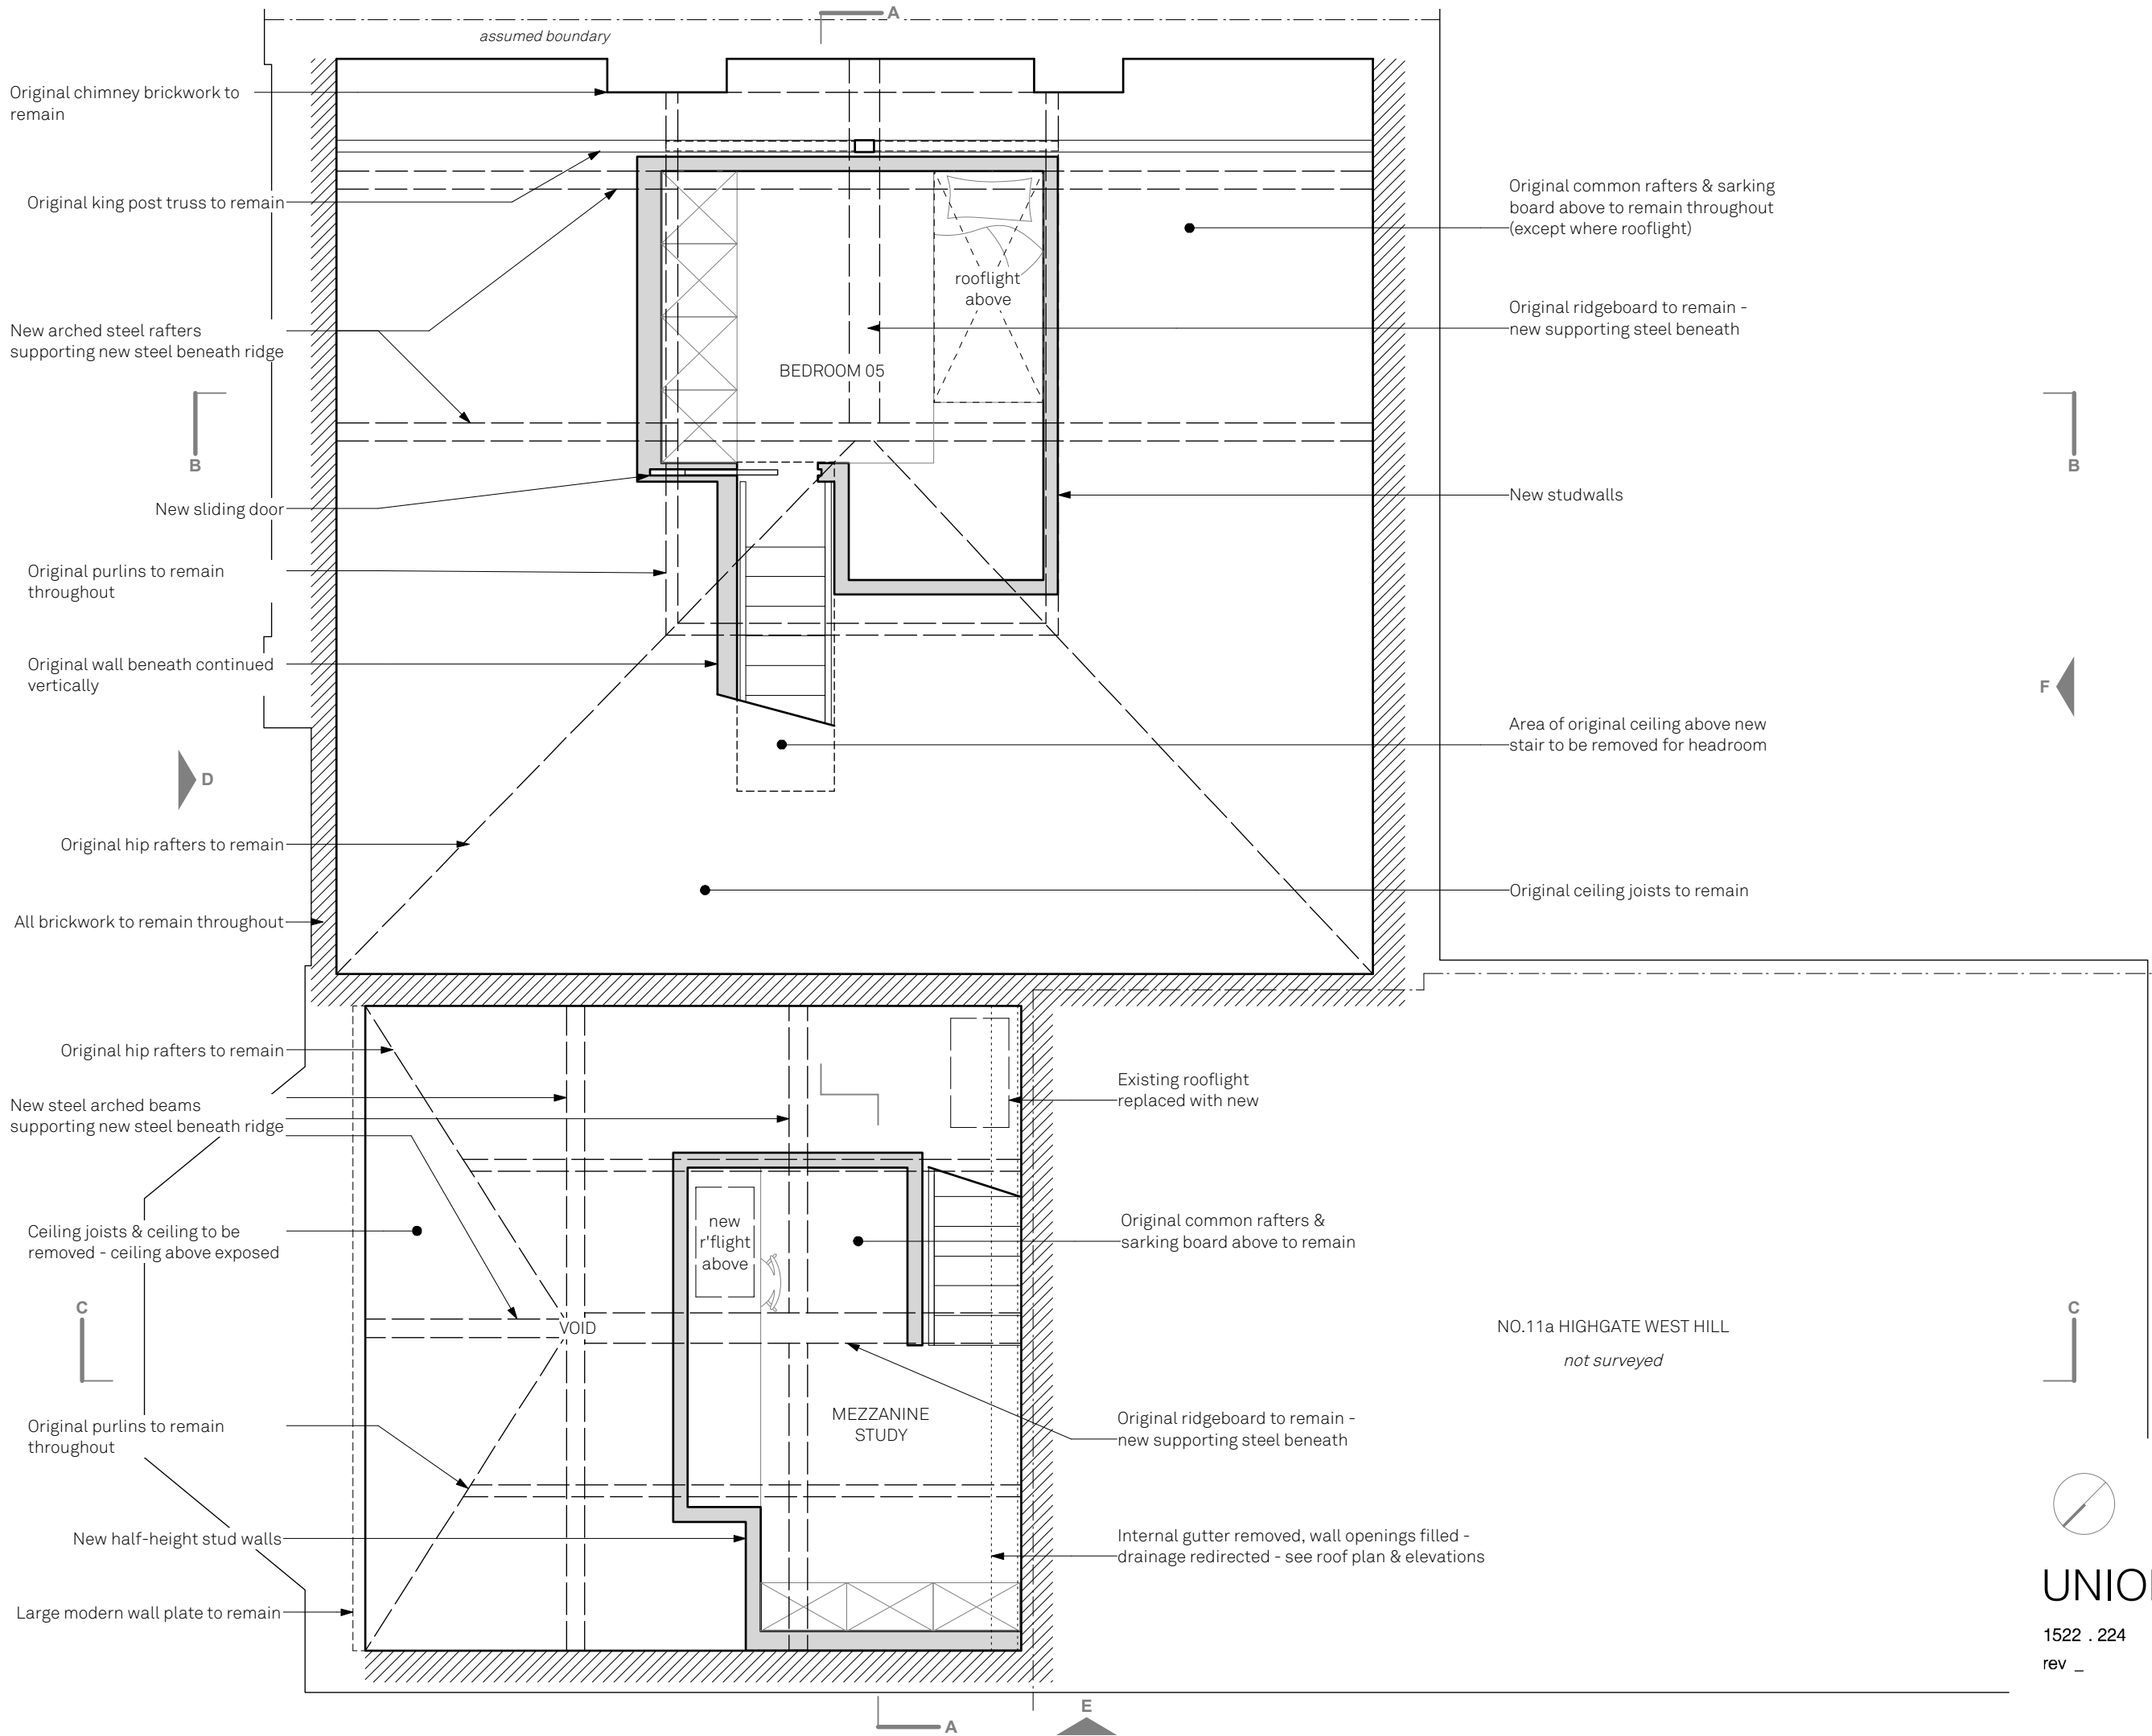 A
assumed boundary
Original chimney brickwork to
remain
Original king post truss to remain
Original common rafters & sarking
board above to remain throughout
(except where rooflight)
rooflight
above
Original ridgeboard to remain -
new supporting steel beneath
New arched steel rafters
supporting new steel beneath ridge
BEDROOM 05
B
B
New studwalls
New sliding door
Original purlins to remain
throughout
Original wall beneath continued
vertically
F
Area of original ceiling above new
stair to be removed for headroom
D
Original hip rafters to remain
Original ceiling joists to remain
All brickwork to remain throughout
Original hip rafters to remain
Existing rooflight
replaced with new
New steel arched beams
supporting new steel beneath ridge
new
r'flight
above
Original common rafters &
sarking board above to remain
Ceiling joists & ceiling to be
removed - ceiling above exposed
C
C
VOID
NO.11a HIGHGATE WEST HILL
not surveyed
MEZZANINE
STUDY
Original ridgeboard to remain -
new supporting steel beneath
Original purlins to remain
throughout
New half-height stud walls
Internal gutter removed, wall openings filled -
drainage redirected - see roof plan & elevations
Large modern wall plate to remain
UNIO
1522 . 224
rev _
A
E